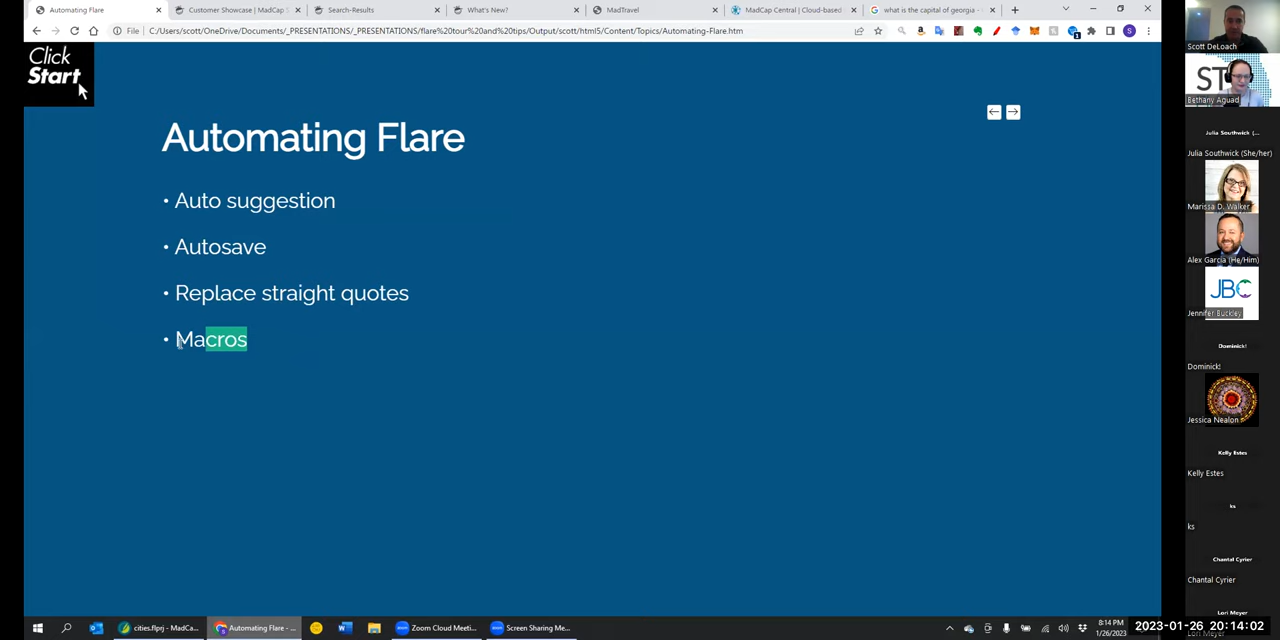 Automating Flare
Customer Showcase | MadCap S
Search-Results
What's New?
MadTravel
MadCap Central | Cloud-based
what is the capital of georgia -
File
C:/Users/scott/OneDrive/Documents/_PRESENTATIONS/_PRESENTATIONS/flare%20tour%20and%20tips/Output/scott/html5/Content/Topics/Automating-Flare.htm
Click
Start
Automating Flare
• Auto suggestion
• Autosave
• Replace straight quotes
• Macros
Scott DeLoach
ST
Bethany Aguad
Julia Southwick (...
Julia Southwick (She/her)
Marissa D. Walker
Alex Garcia (He/Him)
JBC
Jennifer Buckley
Dominick!
Dominick!
Jessica Nealon
Kelly Estes
Kelly Estes
ks
ks
Chantal Cyrier
Chantal Cyrier
Lori Meyer
cities.flprj - MadCa...
Automating Flare - ...
Zoom Cloud Meeti...
Screen Sharing Me...
8:14 PM
1/26/2023
2023-01-26 20:14:02